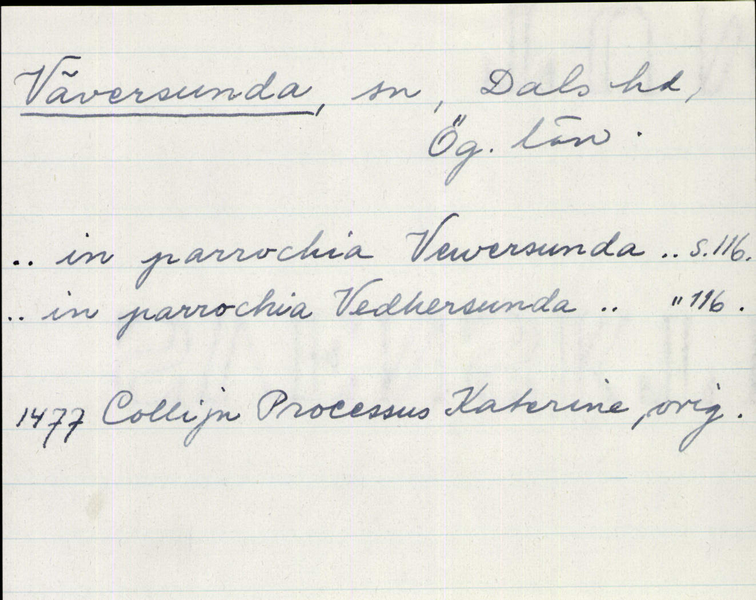 Väversunda, sn, Dals hd,
Ög. län.
.. in parrochia Vewersunda .. s.116.
.. in parrochia Vedhersunda .. " 116.
1477 Collijn Processus Katerine, orig.